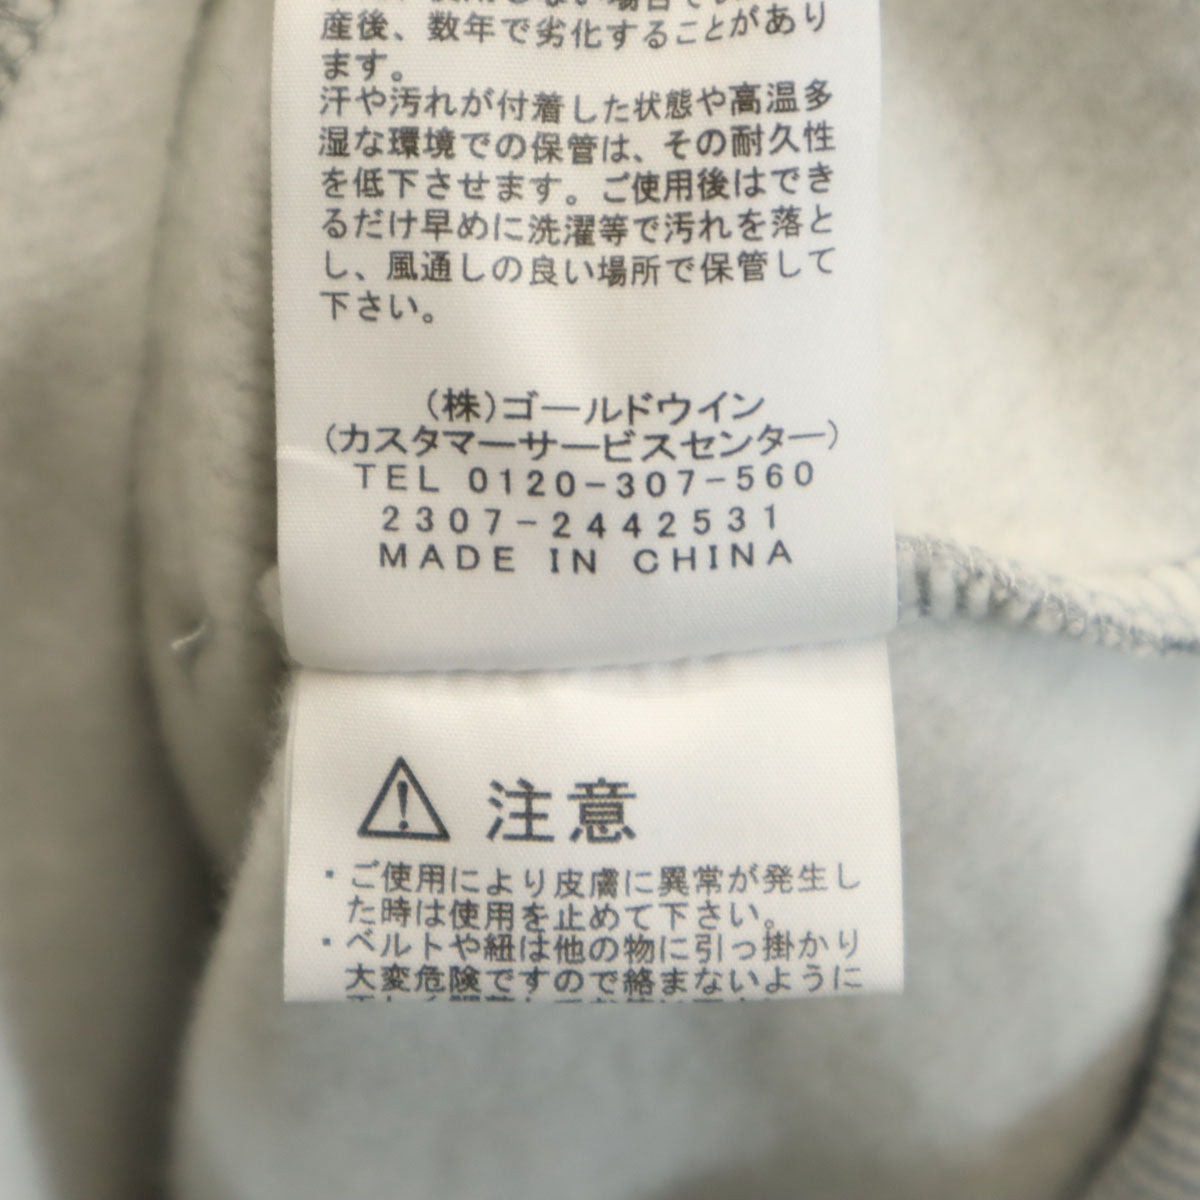 産後、数年で劣化することがあり
ます。
汗や汚れが付着した状態や高温多
湿な環境での保管は、その耐久性
を低下させます。ご使用後はでき
るだけ早めに洗濯等で汚れを落と
し、風通しの良い場所で保管して
下さい。
(株)ゴールドウイン
(カスタマーサービスセンター)
TEL 0120-307-560
2307-2442531
MADE IN CHINA
注意
・ご使用により皮膚に異常が発生し
た時は使用を止めて下さい。
・ベルトや紐は他の物に引っ掛かり
大変危険ですので絡まないように